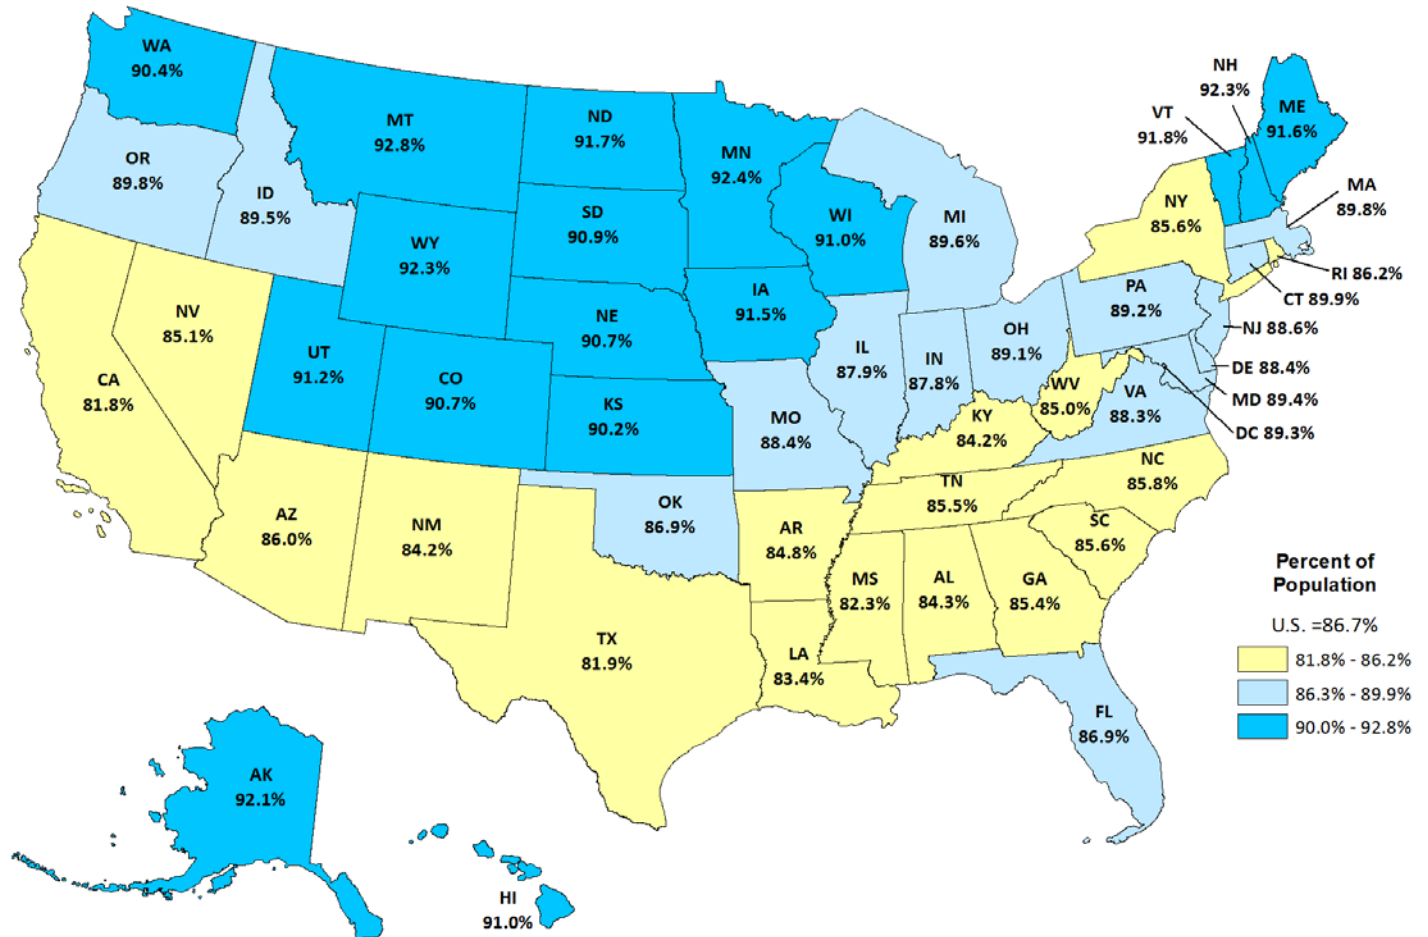 WA
90.4%
MT
92.8%
ND
91.7%
MN
92.4%
NH
92.3%
VT
91.8%
ME
91.6%
OR
89.8%
ID
89.5%
SD
90.9%
WI
91.0%
MI
89.6%
NY
85.6%
MA
89.8%
WY
92.3%
RI 86.2%
CT 89.9%
NV
85.1%
NE
90.7%
IA
91.5%
PA
89.2%
NJ 88.6%
UT
91.2%
CO
90.7%
IL
87.9%
IN
87.8%
OH
89.1%
DE 88.4%
CA
81.8%
KS
90.2%
MO
88.4%
WV
85.0%
VA
88.3%
MD 89.4%
DC 89.3%
KY
84.2%
NC
85.8%
TN
85.5%
AZ
86.0%
NM
84.2%
OK
86.9%
AR
84.8%
SC
85.6%
MS
82.3%
AL
84.3%
GA
85.4%
TX
81.9%
LA
83.4%
FL
86.9%
AK
92.1%
HI
91.0%
Percent of
Population
U.S. =86.7%
81.8% - 86.2%
86.3% - 89.9%
90.0% - 92.8%